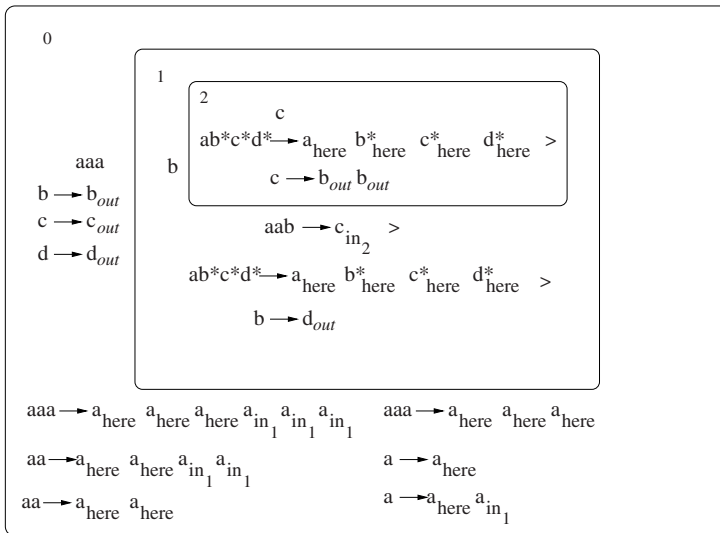 0
1
2
c
ab*c*d* → a_here b*_here c*_here d*_here >
c → b_out b_out
b
aaa
b → b_out
c → c_out
d → d_out
aab → c_in_2 >
ab*c*d* → a_here b*_here c*_here d*_here >
b → d_out
aaa → a_here a_here a_here a_in_1 a_in_1 a_in_1
aaa → a_here a_here a_here
aa → a_here a_here a_in_1 a_in_1
a → a_here
aa → a_here a_here
a → a_here a_in_1